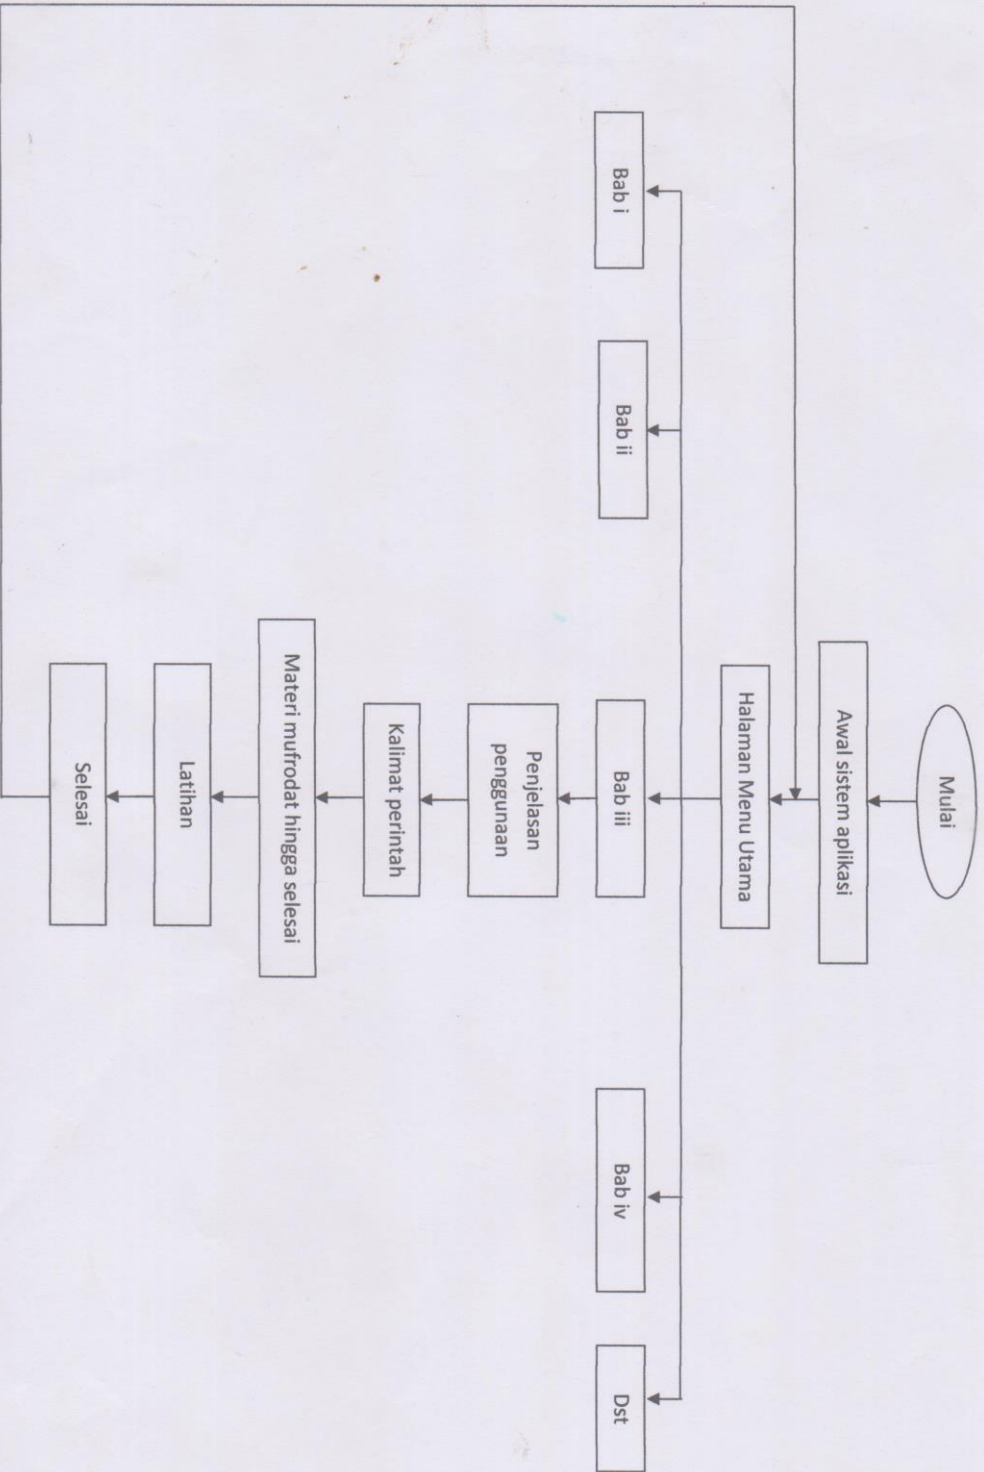 Mulai
Awal sistem aplikasi
Halaman Menu Utama
Bab i
Bab ii
Bab iii
Bab iv
Dst
Penjelasan
penggunaan
Kalimat perintah
Materi mufrodat hingga selesai
Latihan
Selesai